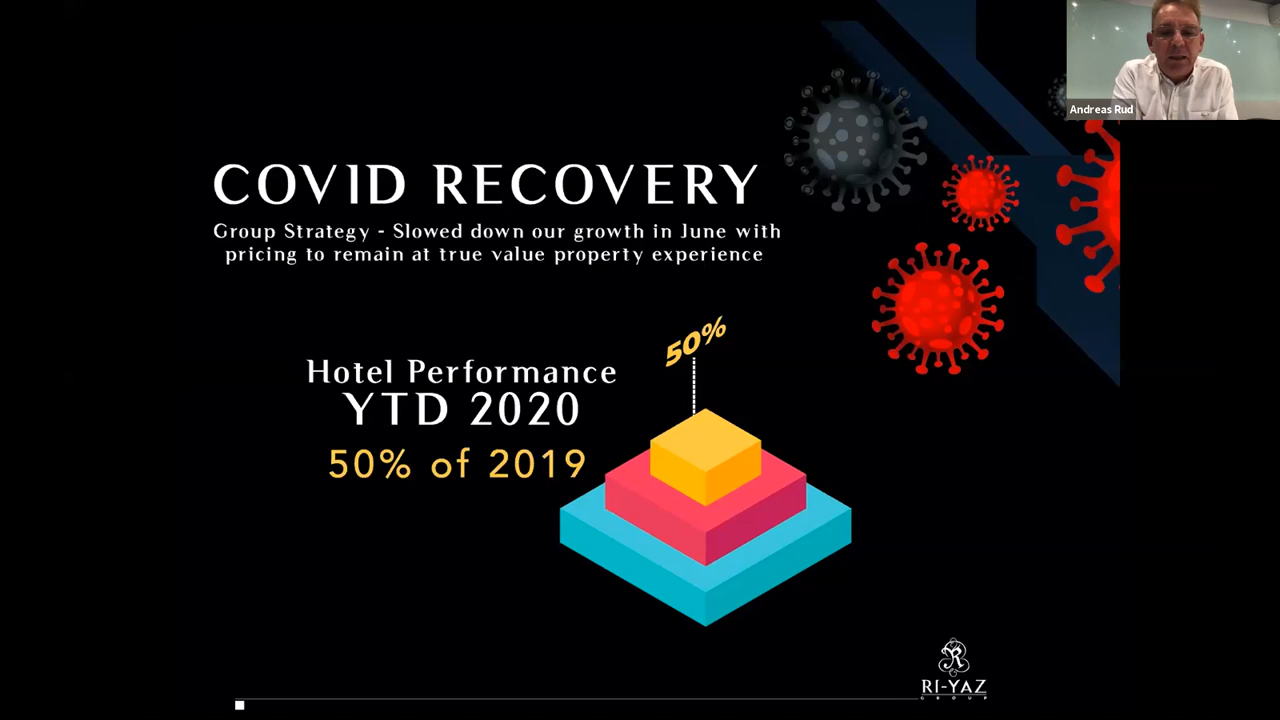 Andreas Rud
COVID RECOVERY
Group Strategy - Slowed down our growth in June with
pricing to remain at true value property experience
50%
Hotel Performance
YTD 2020
50% of 2019
RI-YAZ
GROUP